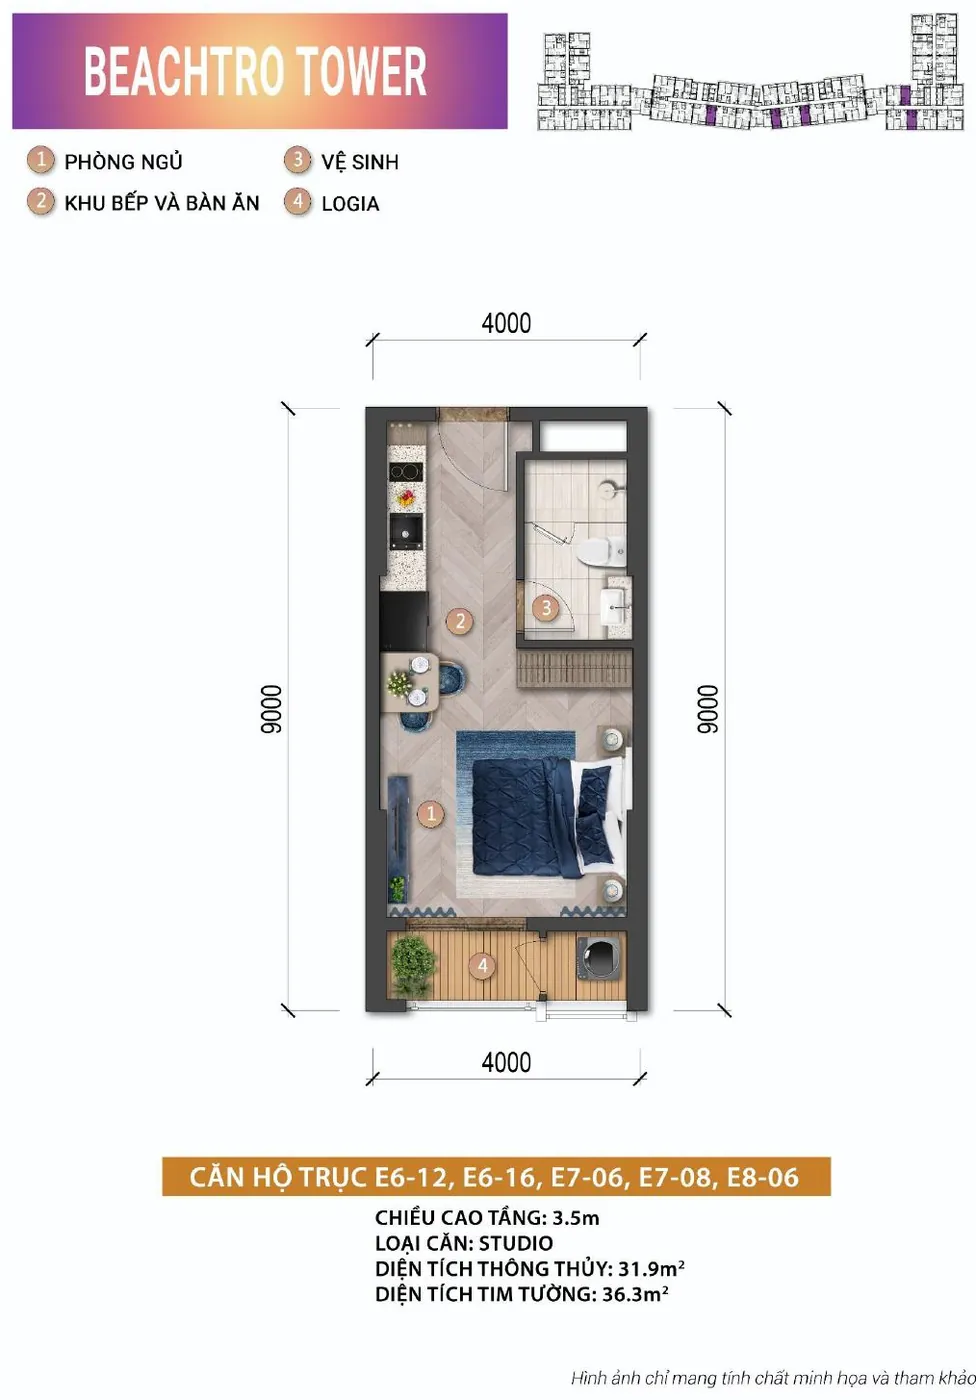 BEACHTRO TOWER
1 PHÒNG NGỦ
3 VỆ SINH
2 KHU BẾP VÀ BÀN ĂN
4 LOGIA
4000
9000
9000
3
2
1
4
4000
CĂN HỘ TRỤC E6-12, E6-16, E7-06, E7-08, E8-06
CHIỀU CAO TẦNG: 3.5m
LOẠI CĂN: STUDIO
DIỆN TÍCH THÔNG THỦY: 31.9m²
DIỆN TÍCH TIM TƯỜNG: 36.3m²
Hình ảnh chỉ mang tính chất minh họa và tham khảo